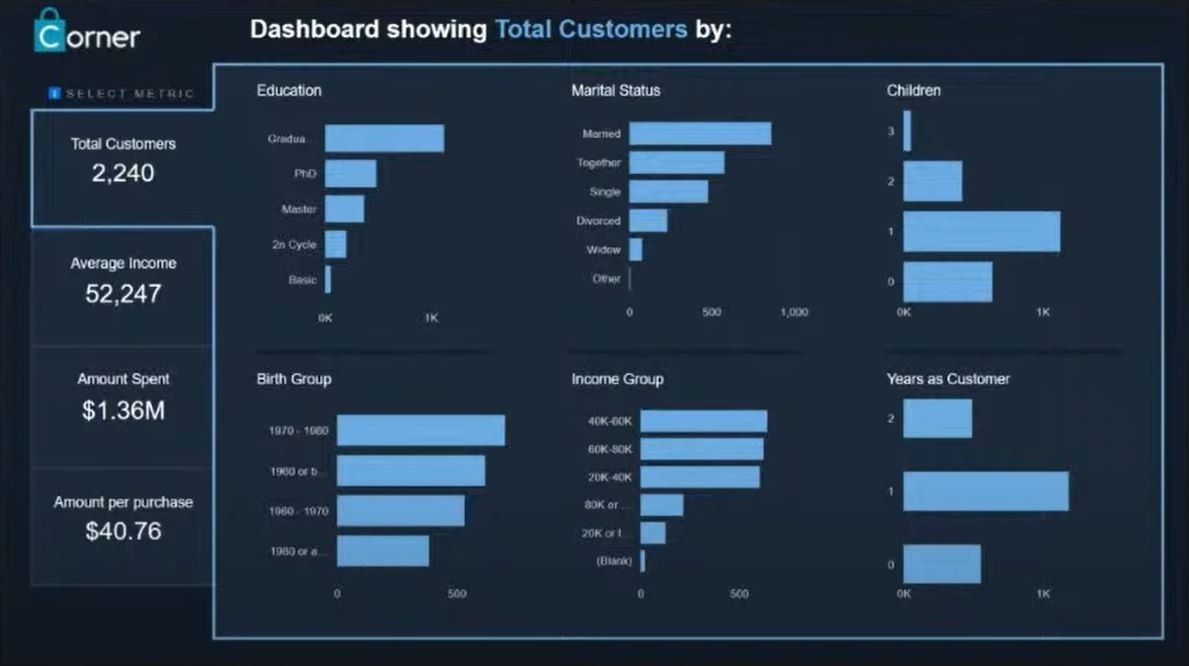 Corner
Dashboard showing Total Customers by:
SELECT METRIC
Total Customers
2,240
Average Income
52,247
Amount Spent
$1.36M
Amount per purchase
$40.76
Education
Gradua...
PhD
Master
2n Cycle
Basic
0K 1K
Marital Status
Married
Together
Single
Divorced
Widow
Other
0 500 1,000
Children
3
2
1
0
0K 1K
Birth Group
1970 - 1980
1960 or b...
1960 - 1970
1980 or a...
0 500
Income Group
40K-60K
60K-80K
20K-40K
80K or ...
20K or l...
(Blank)
0 500
Years as Customer
2
1
0
0K 1K